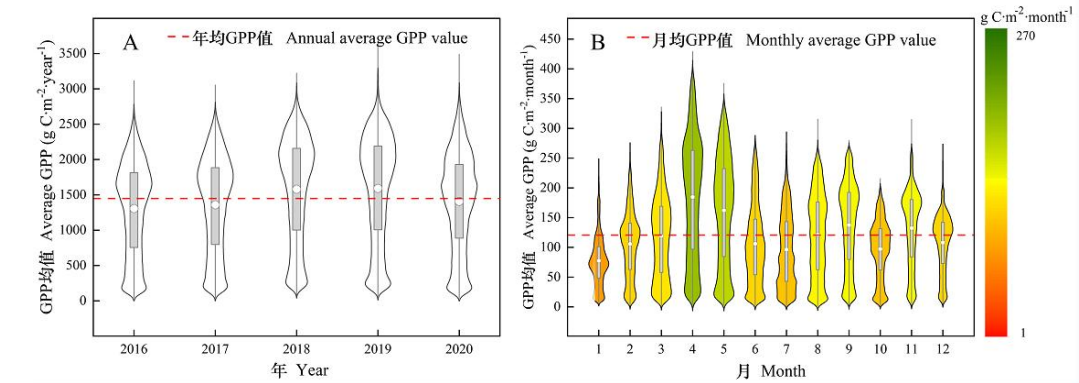 A
年均GPP值 Annual average GPP value
GPP均值 Average GPP (g C·m-2·year-1)
3500
3000
2500
2000
1500
1000
500
0
2016 2017 2018 2019 2020
年 Year
B
月均GPP值 Monthly average GPP value
GPP均值 Average GPP (g C·m-2·month-1)
450
400
350
300
250
200
150
100
50
0
1 2 3 4 5 6 7 8 9 10 11 12
月 Month
g C·m-2·month-1
270
1